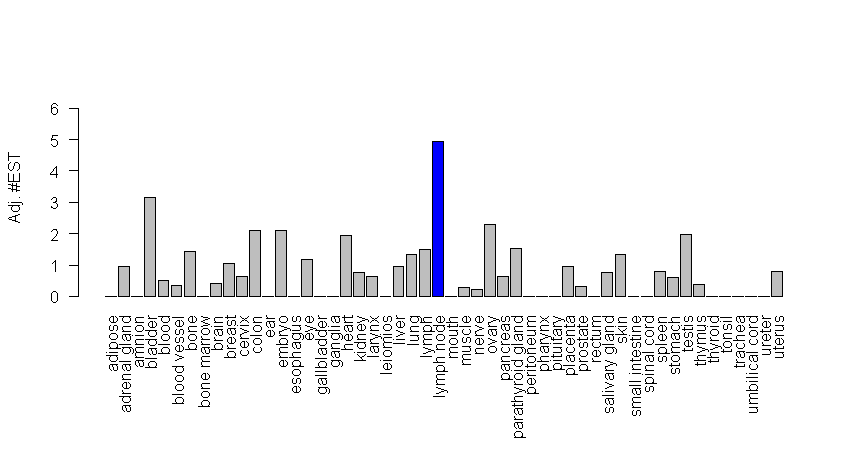 Adj. #EST
6
5
4
3
2
1
0
adipose
adrenal gland
amnion
bladder
blood
blood vessel
bone
bone marrow
brain
breast
cervix
colon
ear
embryo
esophagus
eye
gallbladder
ganglia
heart
kidney
larynx
leiomios
liver
lung
lymph
lymph node
mouth
muscle
nerve
ovary
pancreas
parathyroid gland
peritoneum
pharynx
pituitary
placenta
prostate
rectum
salivary gland
skin
small intestine
spinal cord
spleen
stomach
testis
thymus
thyroid
tonsil
trachea
umbilical cord
ureter
uterus